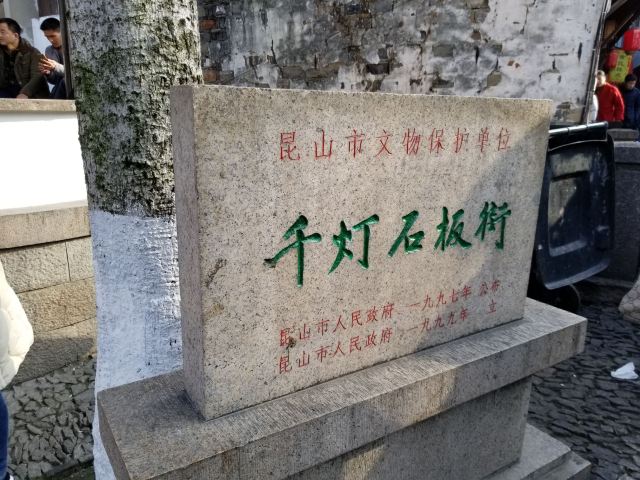 昆山市文物保护单位
千灯石板街
昆山市人民政府 一九九七年 公布
昆山市人民政府 一九九九年 立